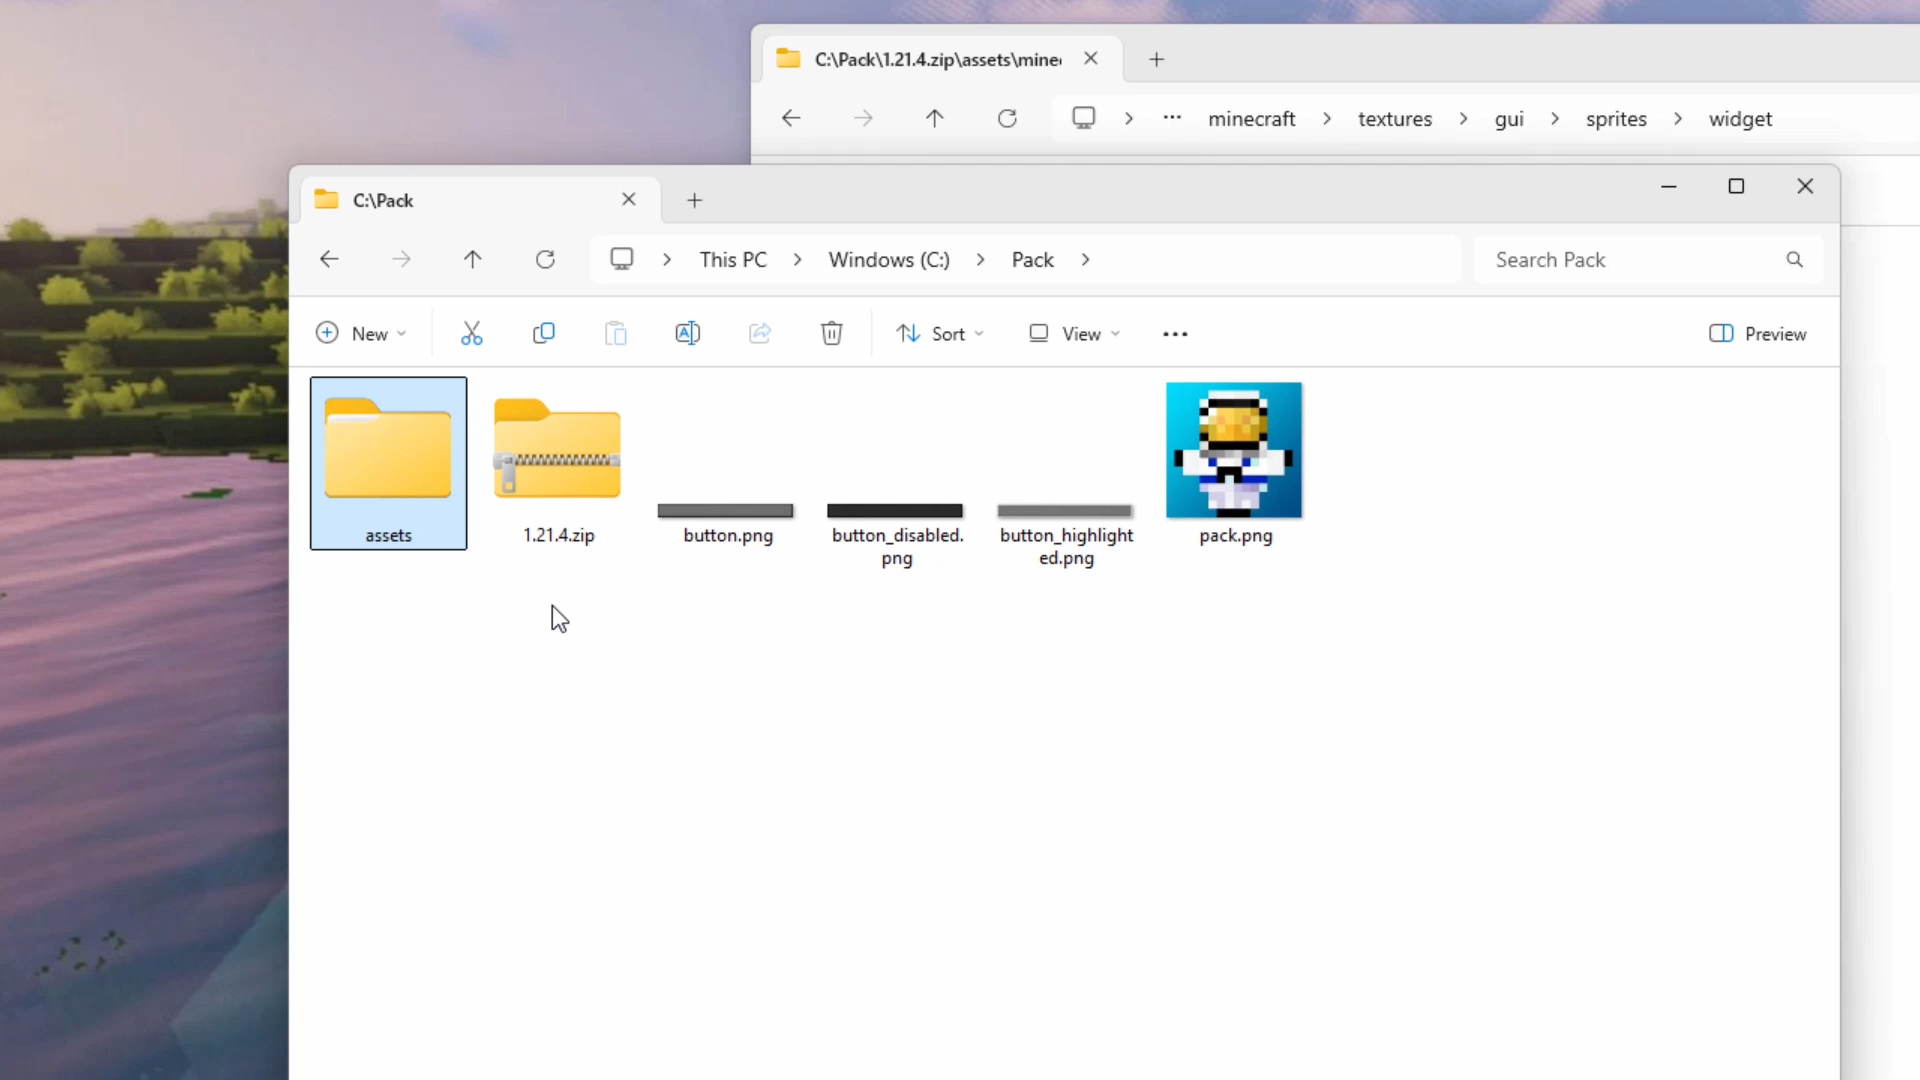 C:\Pack\1.21.4.zip\assets\mine
minecraft textures gui sprites widget
C:\Pack
This PC Windows (C:) Pack
Search Pack
New Sort View Preview
assets
1.21.4.zip
button.png
button_disabled.
png
button_highlight
ed.png
pack.png